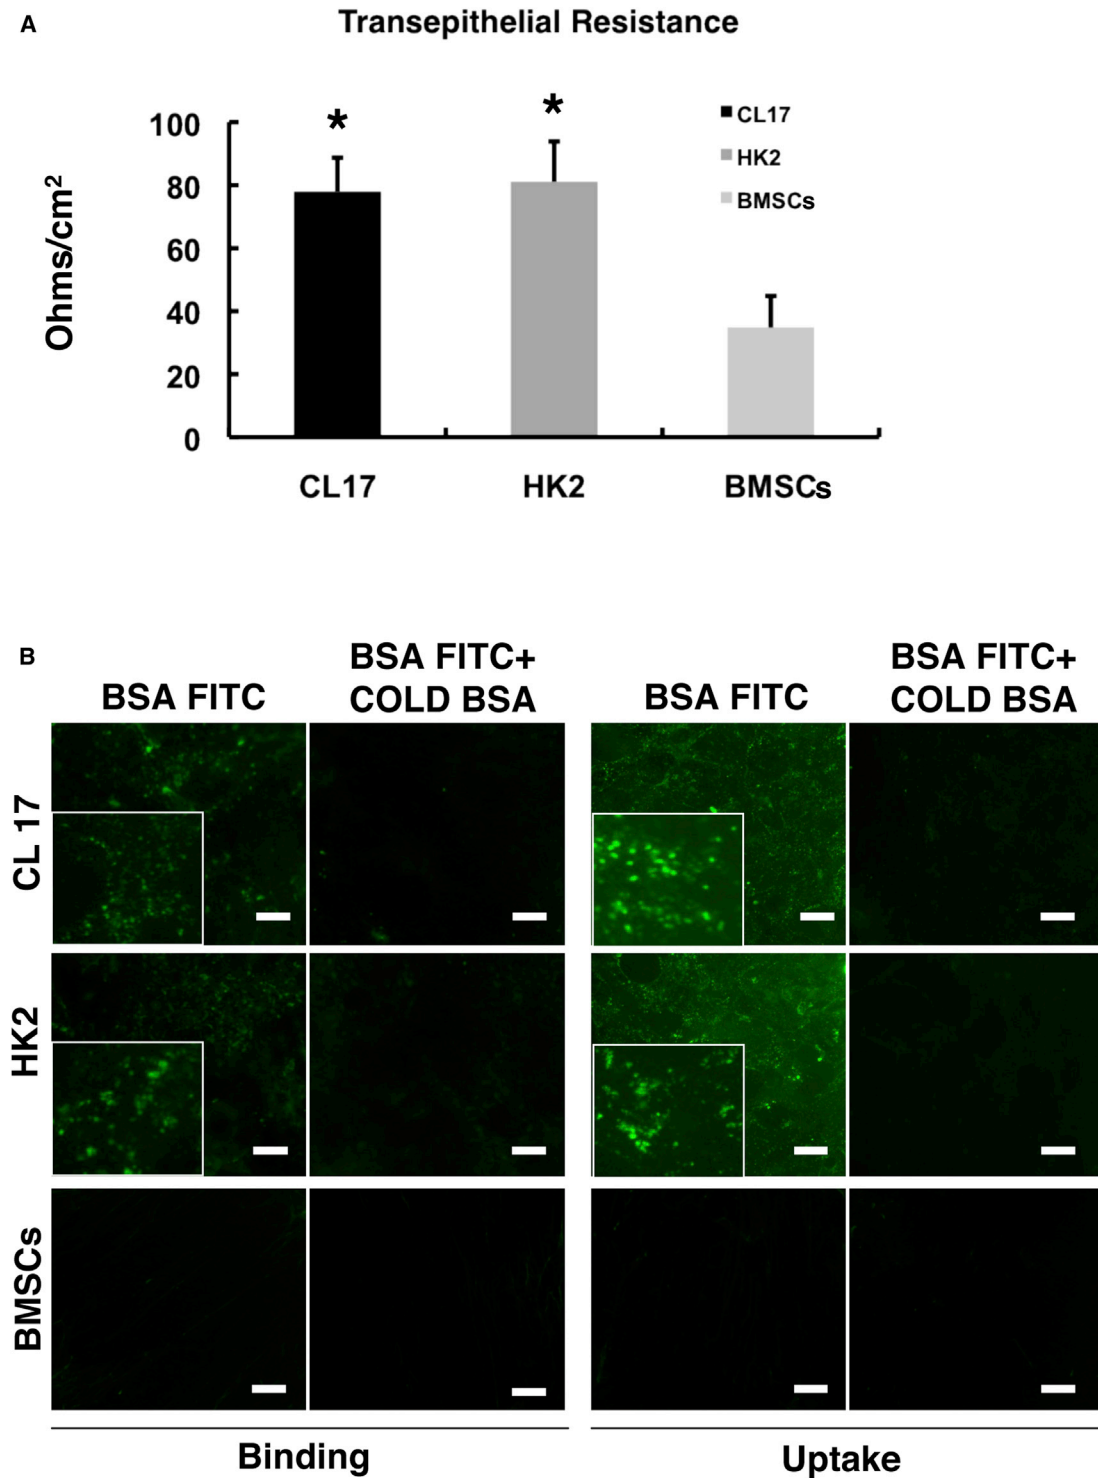 A
Transepithelial Resistance
*
*
CL17
HK2
BMSCs
100
80
60
40
20
0
Ohms/cm²
CL17
HK2
BMSCs
B
BSA FITC
BSA FITC+
COLD BSA
BSA FITC
BSA FITC+
COLD BSA
CL 17
HK2
BMSCs
Binding
Uptake